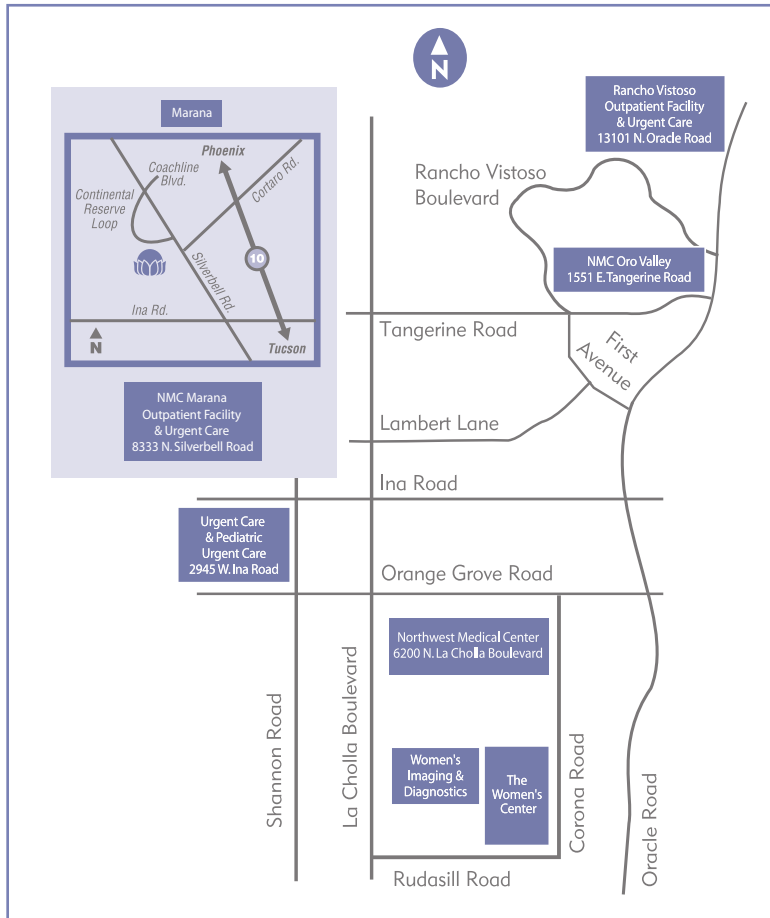 N
Marana
Phoenix
Coachline
Blvd.
Cortaro Rd.
Continental
Reserve
Loop
10
Silverbell Rd.
Ina Rd.
N
Tucson
NMC Marana
Outpatient Facility
& Urgent Care
8333 N. Silverbell Road
Rancho Vistoso
Outpatient Facility
& Urgent Care
13101 N. Oracle Road
Rancho Vistoso
Boulevard
NMC Oro Valley
1551 E. Tangerine Road
Tangerine Road
First
Avenue
Lambert Lane
Ina Road
Urgent Care
& Pediatric
Urgent Care
2945 W. Ina Road
Orange Grove Road
Northwest Medical Center
6200 N. La Cholla Boulevard
Shannon Road
La Cholla Boulevard
Women's
Imaging &
Diagnostics
The
Women's
Center
Corona Road
Oracle Road
Rudasill Road